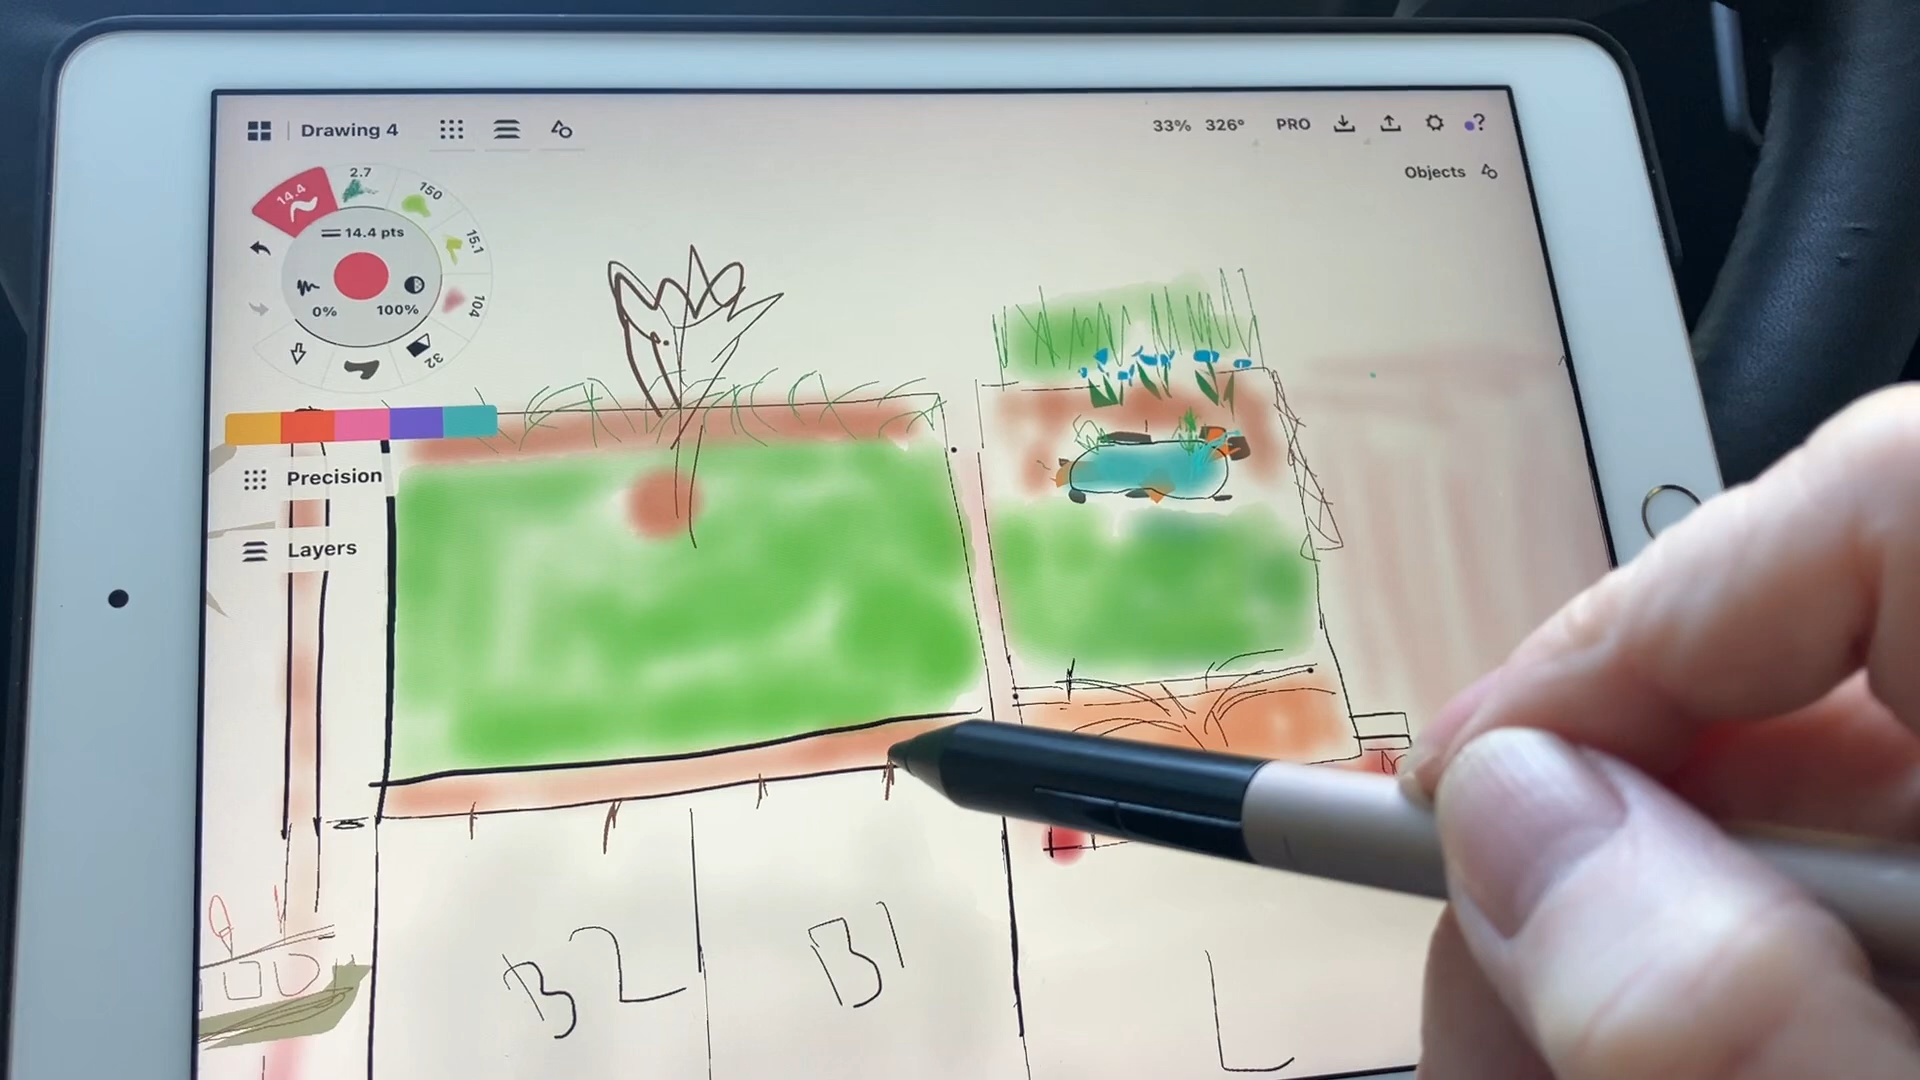 Drawing 4
33% 326° PRO ?
Objects
14.4
2.7
150
15.1
104
32
14.4 pts
0% 100%
Precision
Layers
B2 B1 L